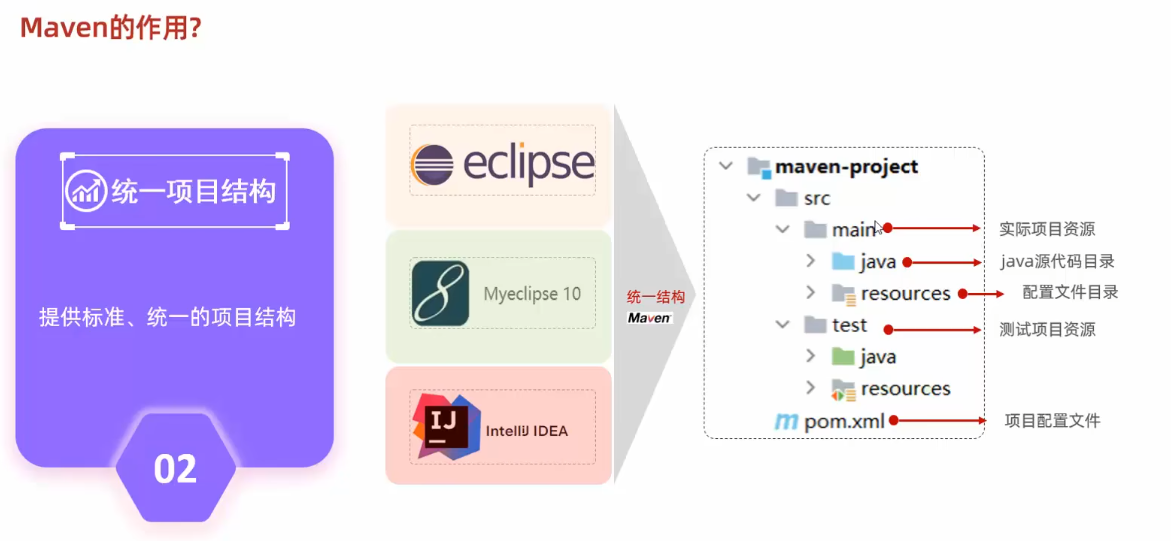 Maven的作用?
统一项目结构
提供标准、统一的项目结构
02
eclipse
Myeclipse 10
IJ
IntelliJ IDEA
统一结构
Maven
maven-project
src
main
实际项目资源
java
java源代码目录
resources
配置文件目录
test
测试项目资源
java
resources
m
pom.xml
项目配置文件